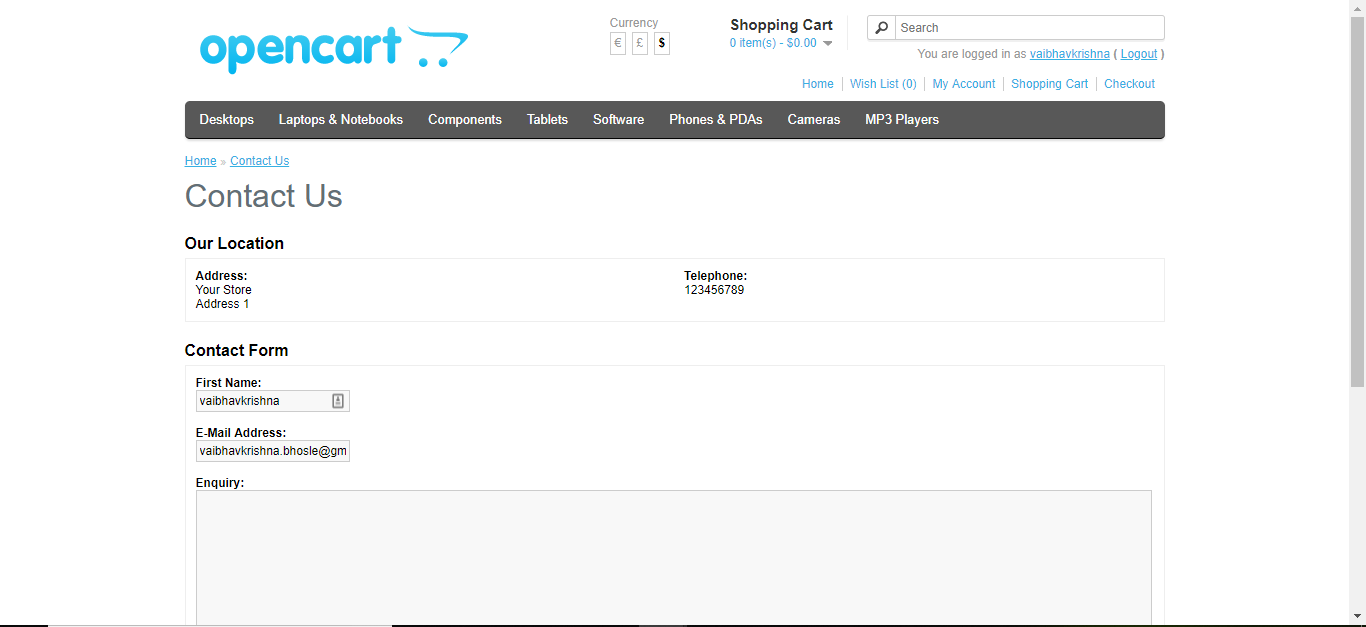 opencart
Currency
€ £ $
Shopping Cart
0 item(s) - $0.00
Search
You are logged in as vaibhavkrishna ( Logout )
Home Wish List (0) My Account Shopping Cart Checkout
Desktops Laptops & Notebooks Components Tablets Software Phones & PDAs Cameras MP3 Players
Home » Contact Us
Contact Us
Our Location
Address: Telephone:
Your Store 123456789
Address 1
Contact Form
First Name:
vaibhavkrishna
E-Mail Address:
vaibhavkrishna.bhosle@gm
Enquiry: